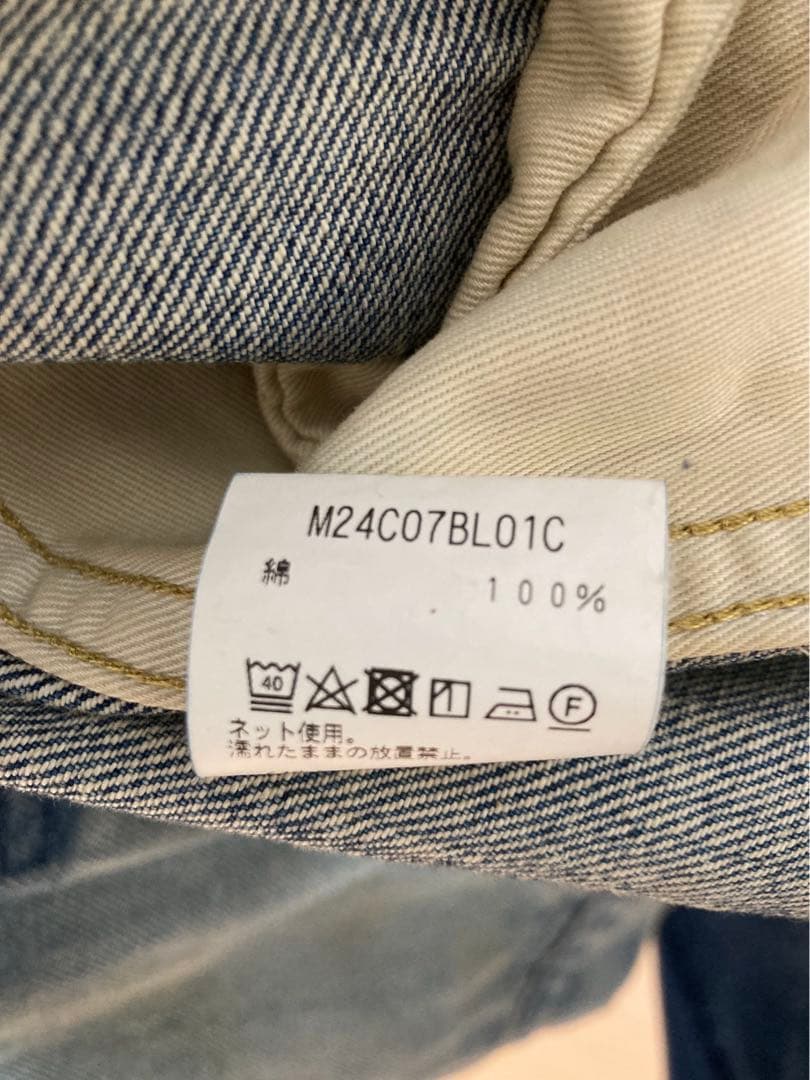 M24C07BL01C
綿 100%
40 F
ネット使用。
濡れたままの放置禁止。